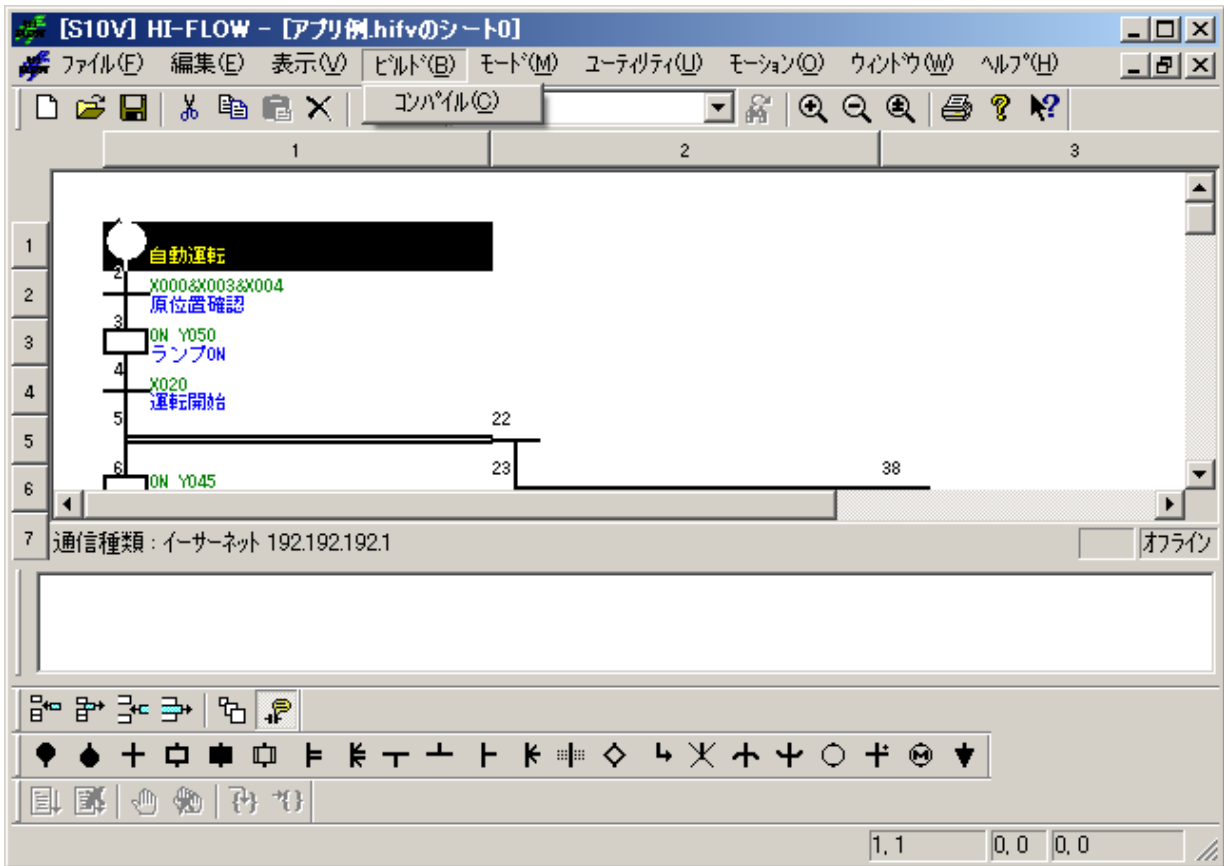 [S10V] HI-FLOW - [アプリ例.hifvのシート0]
ファイル(F) 編集(E) 表示(V) ビルド(B) モード(M) ユーティリティ(U) モーション(O) ウィンドウ(W) ヘルプ(H)
コンパイル(C)
1 2 3
1
自動運転
2
X000&X003&X004
2
原位置確認
3
ON Y050
3
ランプON
4
X020
4
運転開始
5 22
5
6 23 38
ON Y045
6
7
通信種類 : イーサーネット 192.192.192.1 オフライン
1, 1 0, 0 0, 0